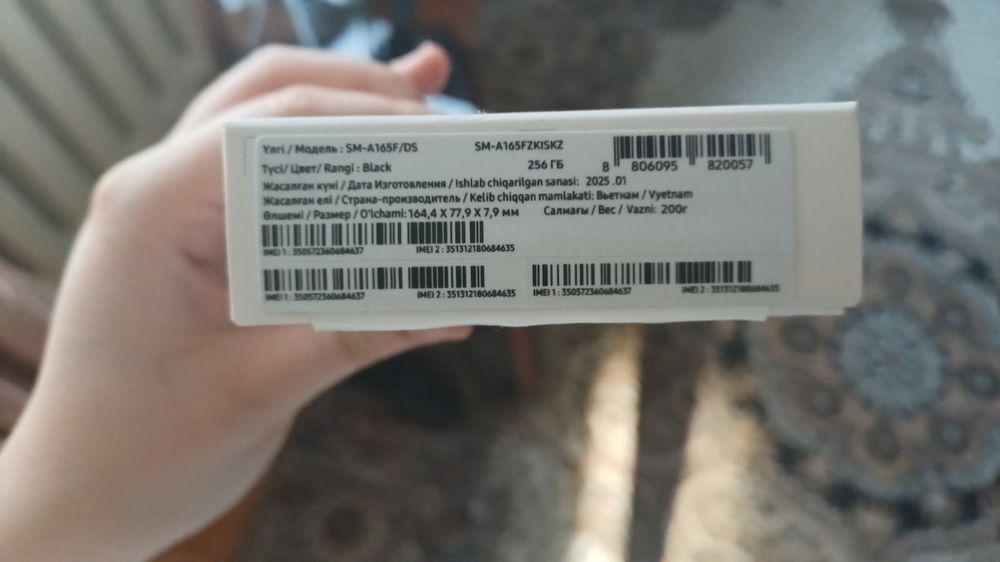 Үлгі / Модель : SM-A165F/DS SM-A165FZKISKZ
Түсі/ Цвет/ Rangi : Black 256 ГБ 8 806095 820057
Жасалған күні / Дата Изготовления / Ishlab chiqarilgan sanasi: 2025 .01
Жасалған елі / Страна-производитель / Kelib chiqqan mamlakati: Вьетнам / Vyetnam
Өлшемі / Размер / O'lchami: 164,4 X 77,9 X 7,9 мм Салмағы / Вес / Vazni: 200г
IMEI 1 : 350572360684637 IMEI 2 : 351312180684635
IMEI 1 : 350572360684637 IMEI 2 : 351312180684635 IMEI 1 : 350572360684637 IMEI 2 : 351312180684635